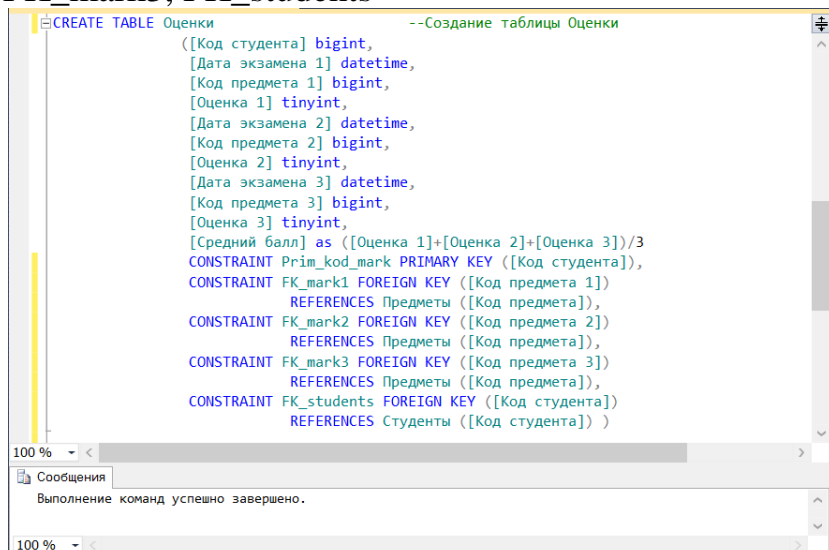 FK_mark3, FK_students
CREATE TABLE Оценки --Создание таблицы Оценки
([Код студента] bigint,
[Дата экзамена 1] datetime,
[Код предмета 1] bigint,
[Оценка 1] tinyint,
[Дата экзамена 2] datetime,
[Код предмета 2] bigint,
[Оценка 2] tinyint,
[Дата экзамена 3] datetime,
[Код предмета 3] bigint,
[Оценка 3] tinyint,
[Средний балл] as ([Оценка 1]+[Оценка 2]+[Оценка 3])/3
CONSTRAINT Prim_kod_mark PRIMARY KEY ([Код студента]),
CONSTRAINT FK_mark1 FOREIGN KEY ([Код предмета 1])
REFERENCES Предметы ([Код предмета]),
CONSTRAINT FK_mark2 FOREIGN KEY ([Код предмета 2])
REFERENCES Предметы ([Код предмета]),
CONSTRAINT FK_mark3 FOREIGN KEY ([Код предмета 3])
REFERENCES Предметы ([Код предмета]),
CONSTRAINT FK_students FOREIGN KEY ([Код студента])
REFERENCES Студенты ([Код студента]) )
100 %
Сообщения
Выполнение команд успешно завершено.
100 %